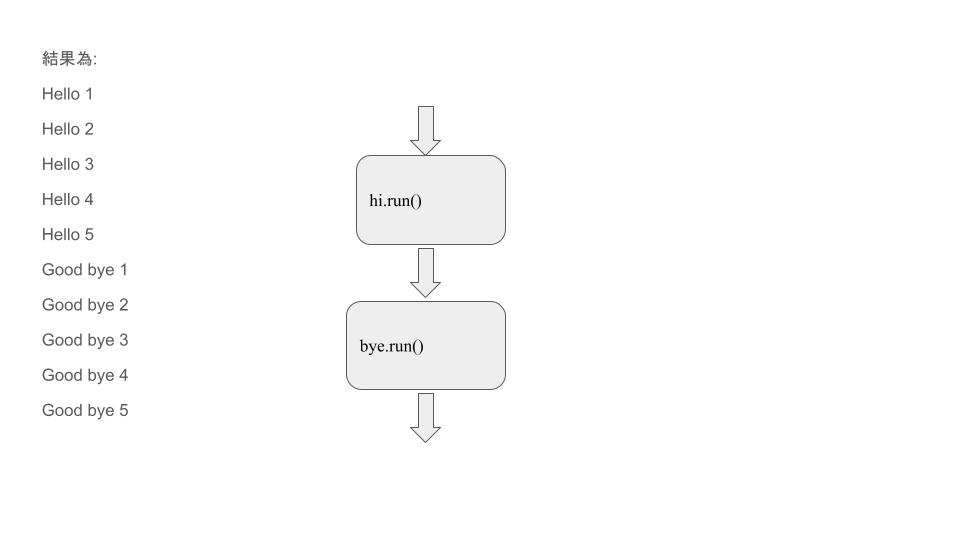 結果為:
Hello 1
Hello 2
Hello 3
Hello 4
Hello 5
Good bye 1
Good bye 2
Good bye 3
Good bye 4
Good bye 5
hi.run()
bye.run()